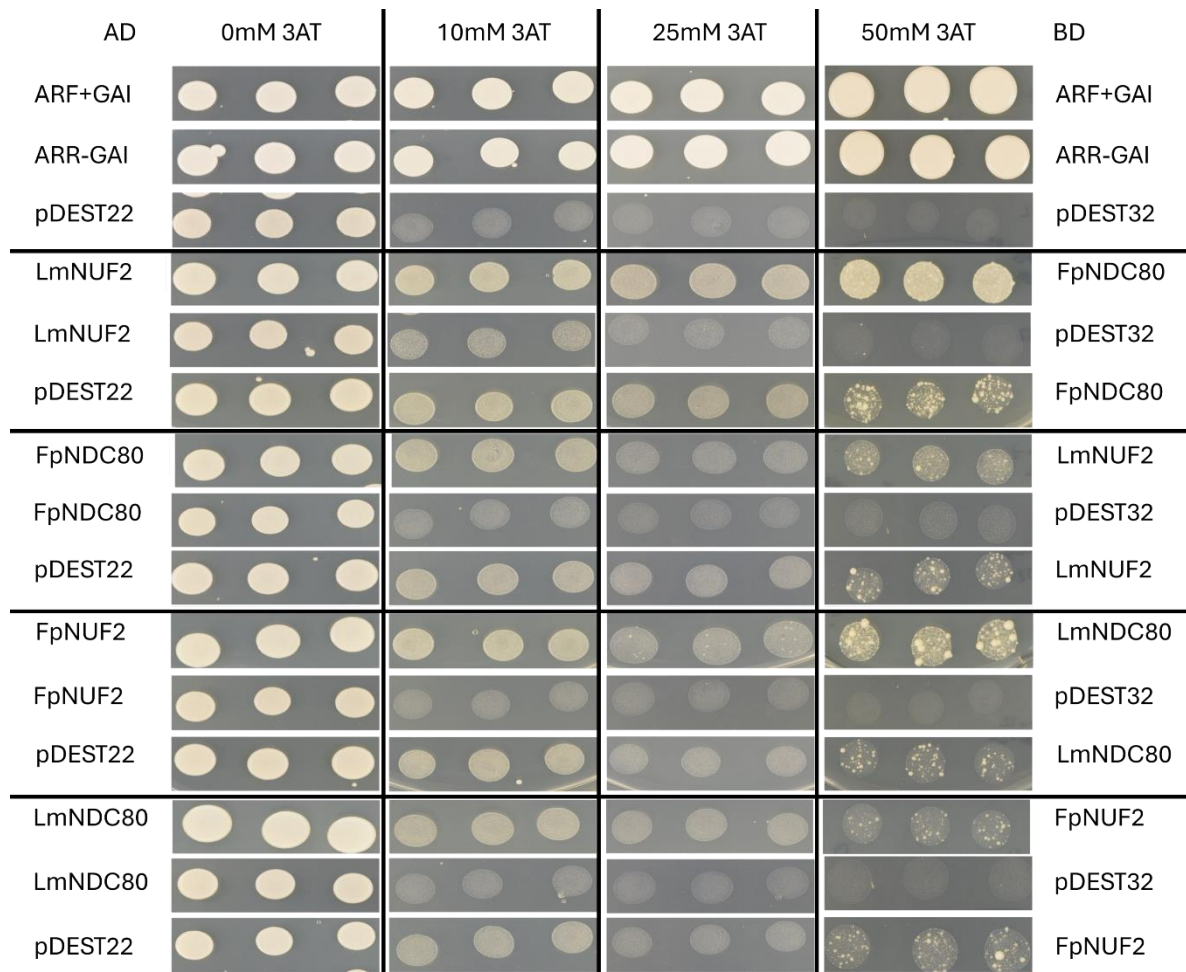 AD 0mM 3AT 10mM 3AT 25mM 3AT 50mM 3AT BD
ARF+GAI ARF+GAI
ARR-GAI ARR-GAI
pDEST22 pDEST32
LmNUF2 FpNDC80
LmNUF2 pDEST32
pDEST22 FpNDC80
FpNDC80 LmNUF2
FpNDC80 pDEST32
pDEST22 LmNUF2
FpNUF2 LmNDC80
FpNUF2 pDEST32
pDEST22 LmNDC80
LmNDC80 FpNUF2
LmNDC80 pDEST32
pDEST22 FpNUF2